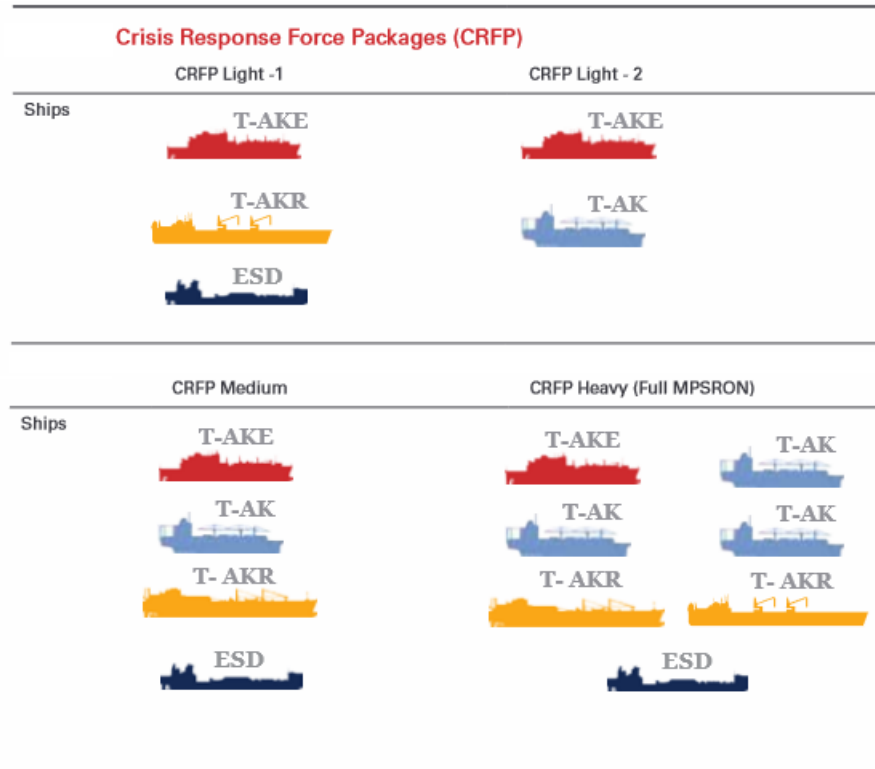 Crisis Response Force Packages (CRFP)
CRFP Light -1 CRFP Light - 2
Ships
T-AKE T-AKE
T-AKR T-AK
ESD
CRFP Medium CRFP Heavy (Full MPSRON)
Ships
T-AKE T-AKE T-AK
T-AK T-AK T-AK
T- AKR T- AKR T- AKR
ESD ESD